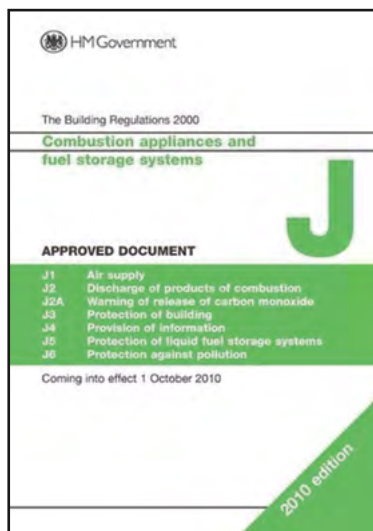 HM Government
The Building Regulations 2000
Combustion appliances and
fuel storage systems
J
APPROVED DOCUMENT
J1 Air supply
J2 Discharge of products of combustion
J2A Warning of release of carbon monoxide
J3 Protection of building
J4 Provision of information
J5 Protection of liquid fuel storage systems
J6 Protection against pollution
Coming into effect 1 October 2010
2010 edition